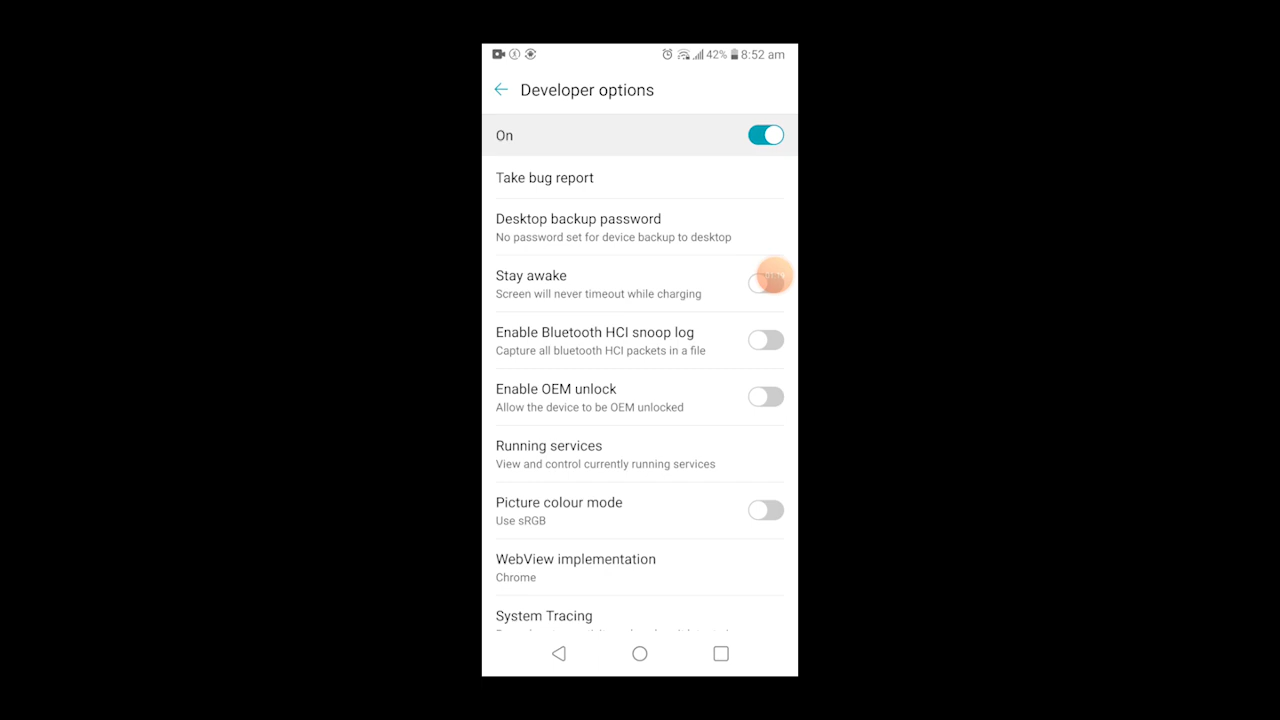 42% 8:52 am
Developer options
On
Take bug report
Desktop backup password
No password set for device backup to desktop
Stay awake
Screen will never timeout while charging
Enable Bluetooth HCI snoop log
Capture all bluetooth HCI packets in a file
Enable OEM unlock
Allow the device to be OEM unlocked
Running services
View and control currently running services
Picture colour mode
Use sRGB
WebView implementation
Chrome
System Tracing